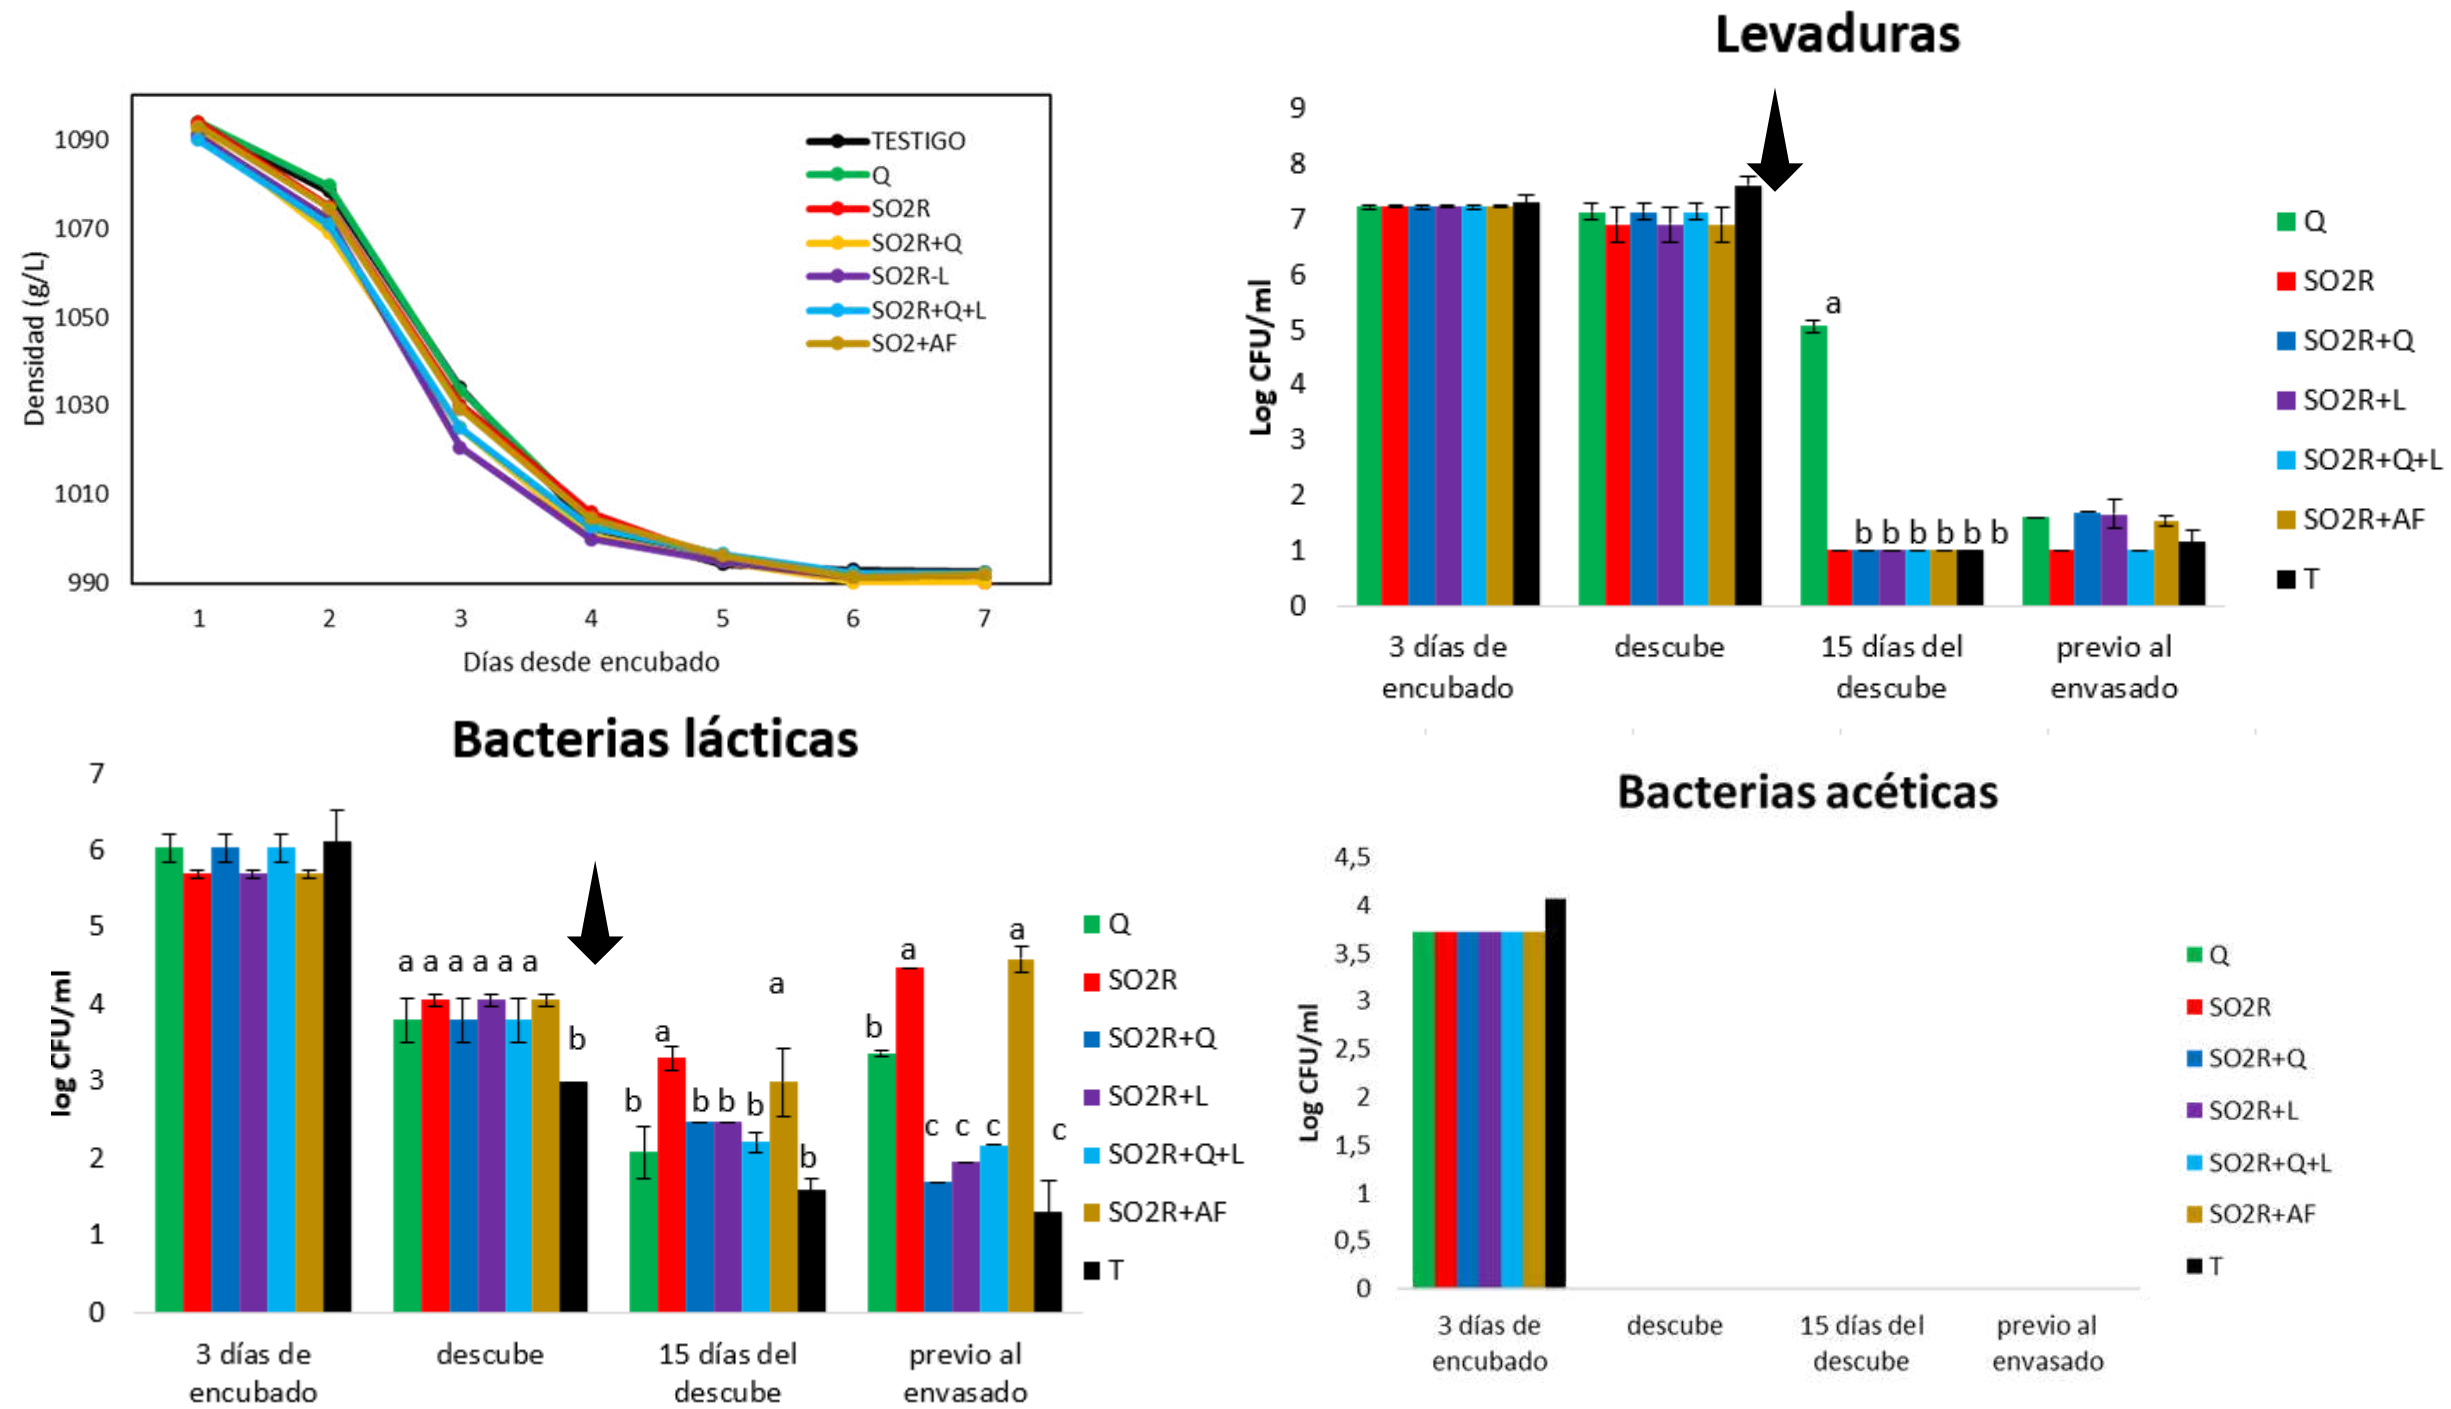 Densidad (g/L)
1090
1070
1050
1030
1010
990
1 2 3 4 5 6 7
Días desde encubado
TESTIGO
Q
SO2R
SO2R+Q
SO2R-L
SO2R+Q+L
SO2+AF
Levaduras
Log CFU/ml
9
8
7
6
5
4
3
2
1
0
a
b b b b b b
3 días de
encubado
descube
15 días del
descube
previo al
envasado
Q
SO2R
SO2R+Q
SO2R+L
SO2R+Q+L
SO2R+AF
T
Bacterias lácticas
log CFU/ml
7
6
5
4
3
2
1
0
a a a a a a b
b a b b b a b
b a c c c a c
3 días de
encubado
descube
15 días del
descube
previo al
envasado
Q
SO2R
SO2R+Q
SO2R+L
SO2R+Q+L
SO2R+AF
T
Bacterias acéticas
Log CFU/ml
4,5
4
3,5
3
2,5
2
1,5
1
0,5
0
3 días de
encubado
descube
15 días del
descube
previo al
envasado
Q
SO2R
SO2R+Q
SO2R+L
SO2R+Q+L
SO2R+AF
T